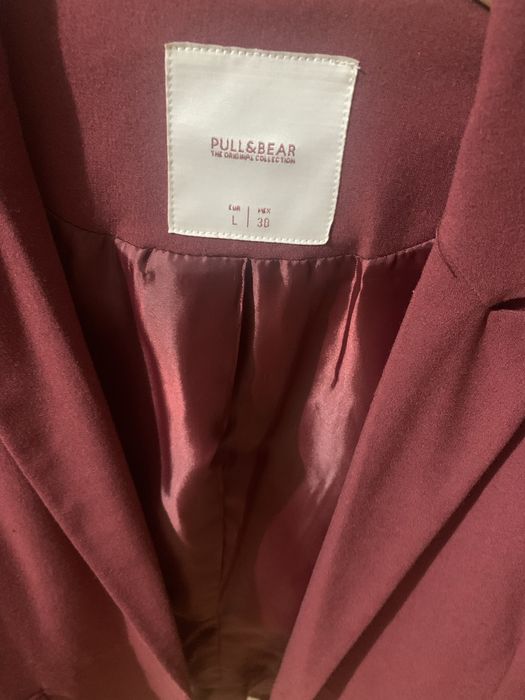 PULL&BEAR
THE ORIGINAL COLLECTION
EUR | MEX
L | 30